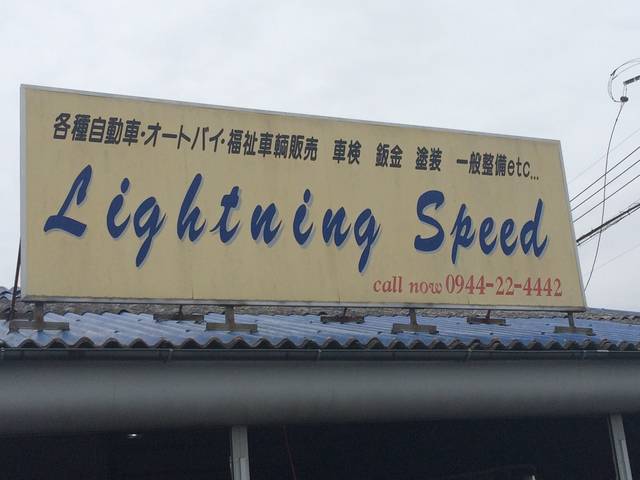 各種自動車・オートバイ・福祉車輌販売 車検 鈑金 塗装 一般整備etc...
Lightning Speed
call now 0944-22-4442